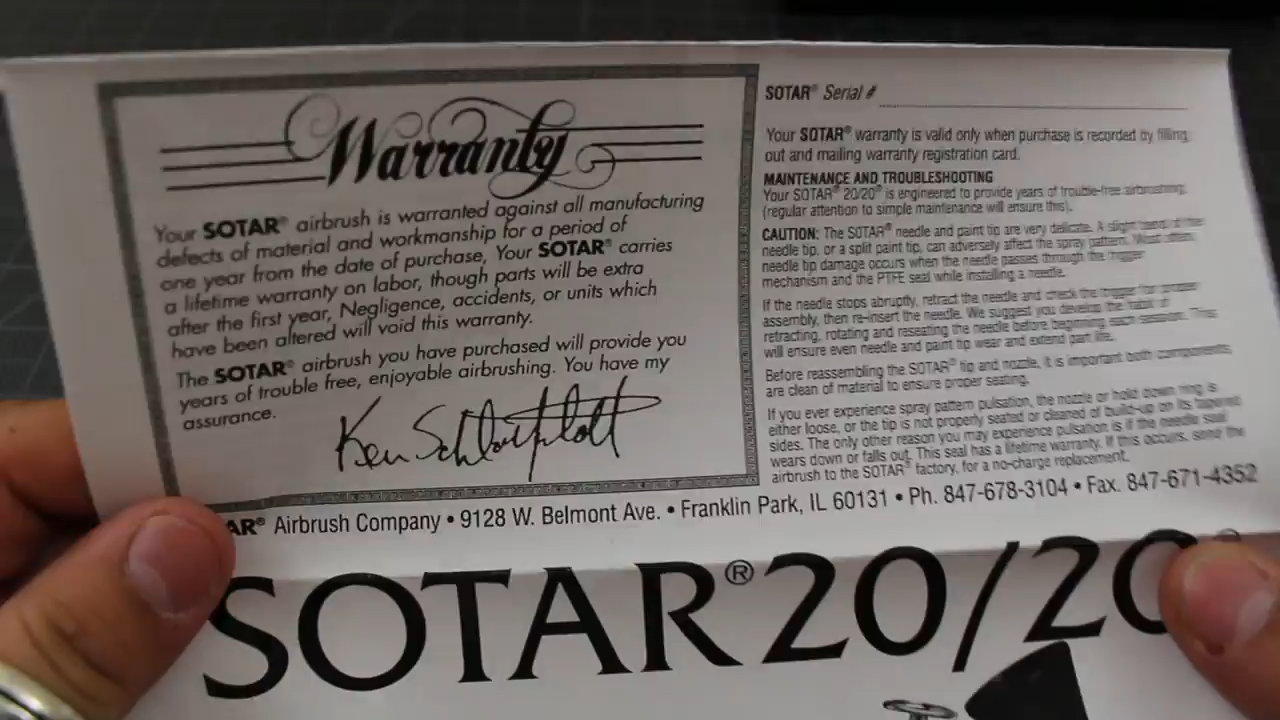 Warranty
Your SOTAR® airbrush is warranted against all manufacturing
defects of material and workmanship for a period of
one year from the date of purchase, Your SOTAR® carries
a lifetime warranty on labor, though parts will be extra
after the first year, Negligence, accidents, or units which
have been altered will void this warranty.
The SOTAR® airbrush you have purchased will provide you
years of trouble free, enjoyable airbrushing. You have my
assurance.
SOTAR® Serial #
Your SOTAR® warranty is valid only when purchase is recorded by filling
out and mailing warranty registration card.
MAINTENANCE AND TROUBLESHOOTING
Your SOTAR® 20/20® is engineered to provide years of trouble-free airbrushing
(regular attention to simple maintenance will ensure this).
CAUTION: The SOTAR® needle and paint tip are very delicate. A slight bend of the
needle tip, or a split paint tip, can adversely affect the spray pattern. Most often
needle tip damage occurs when the needle passes through the trigger
mechanism and the PTFE seal while installing a needle.
If the needle stops abruptly, retract the needle and check the trigger for proper
assembly, then re-insert the needle. We suggest you develop the habit of
retracting, rotating and reseating the needle before beginning each session. This
will ensure even needle and paint tip wear and extend part life.
Before reassembling the SOTAR® tip and nozzle, it is important both components
are clean of material to ensure proper seating.
If you ever experience spray pattern pulsation, the nozzle or hold down ring is
either loose, or the tip is not properly seated or cleaned of build-up on its tapered
sides. The only other reason you may experience pulsation is if the needle seal
wears down or falls out. This seal has a lifetime warranty. If this occurs, send the
airbrush to the SOTAR® factory, for a no-charge replacement.
AR® Airbrush Company • 9128 W. Belmont Ave. • Franklin Park, IL 60131 • Ph. 847-678-3104 • Fax. 847-671-4352
SOTAR® 20/20